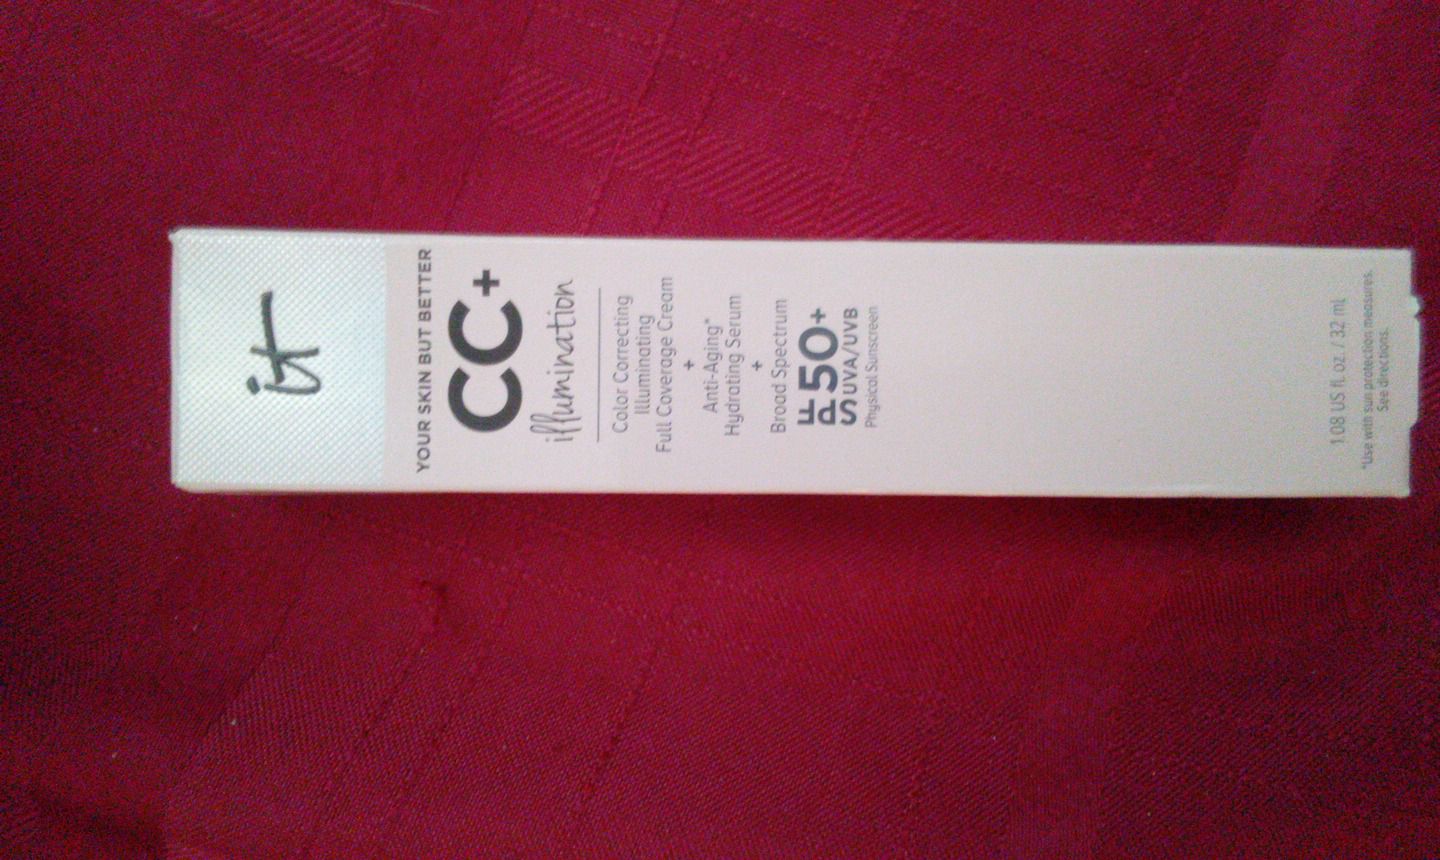 it
YOUR SKIN BUT BETTER
CC+
illumination
Color Correcting
Illuminating
Full Coverage Cream
+
Anti-Aging*
Hydrating Serum
+
Broad Spectrum
SPF 50+
UVA/UVB
Physical Sunscreen
1.08 US fl. oz. / 32 mL
*Use with sun protection measures.
See directions.